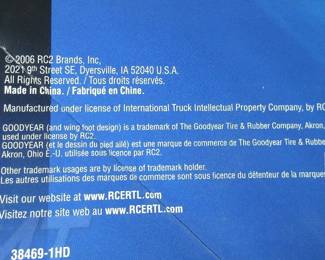 ©2006 RC2 Brands, Inc,
2021 9th Street SE, Dyersville, IA 52040 U.S.A.
All rights reserved. / Tous droits réservés.
Made in China. / Fabriqué en Chine.
Manufactured under license of International Truck Intellectual Property Company, by RC
GOODYEAR (and wing foot design) is a trademark of The Goodyear Tire & Rubber Company, Akron,
used under license by RC2.
GOODYEAR (et le dessin du pied ailé) est une marque de commerce de The Goodyear Tire & Rubber
Akron, Ohio E.-U. utilisée sous licence par RC2.
Other trademark usages are by license of trademark holder.
Les autres utilisations des marques de commerce sont sous licence du détenteur de la marque
Visit our website at www.RCERTL.com
Visitez notre site web au www.RCERTL.com
38469-1HD